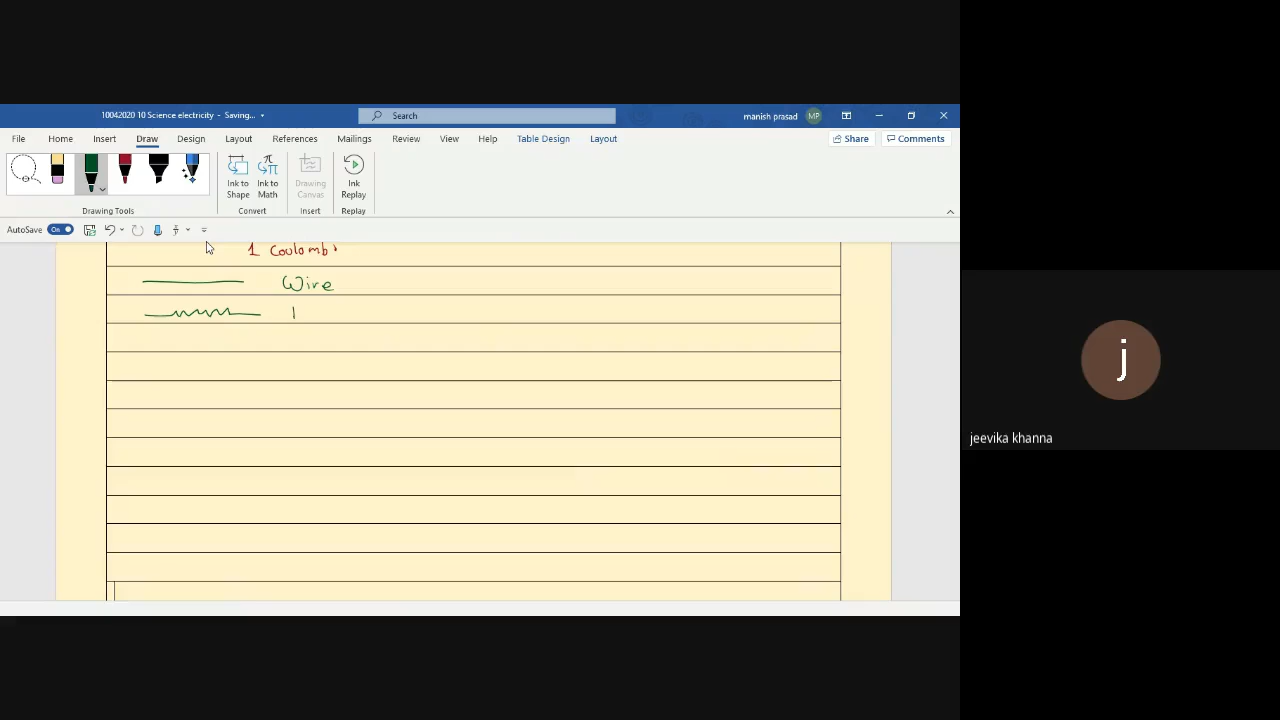 10042020 10 Science electricity - Saving...
Search
manish prasad MP
File Home Insert Draw Design Layout References Mailings Review View Help Table Design Layout
Share Comments
Ink to Shape
Ink to Math
Drawing Canvas
Ink Replay
Drawing Tools Convert Insert Replay
AutoSave On
1 Coulomb
Wire
j
jeevika khanna